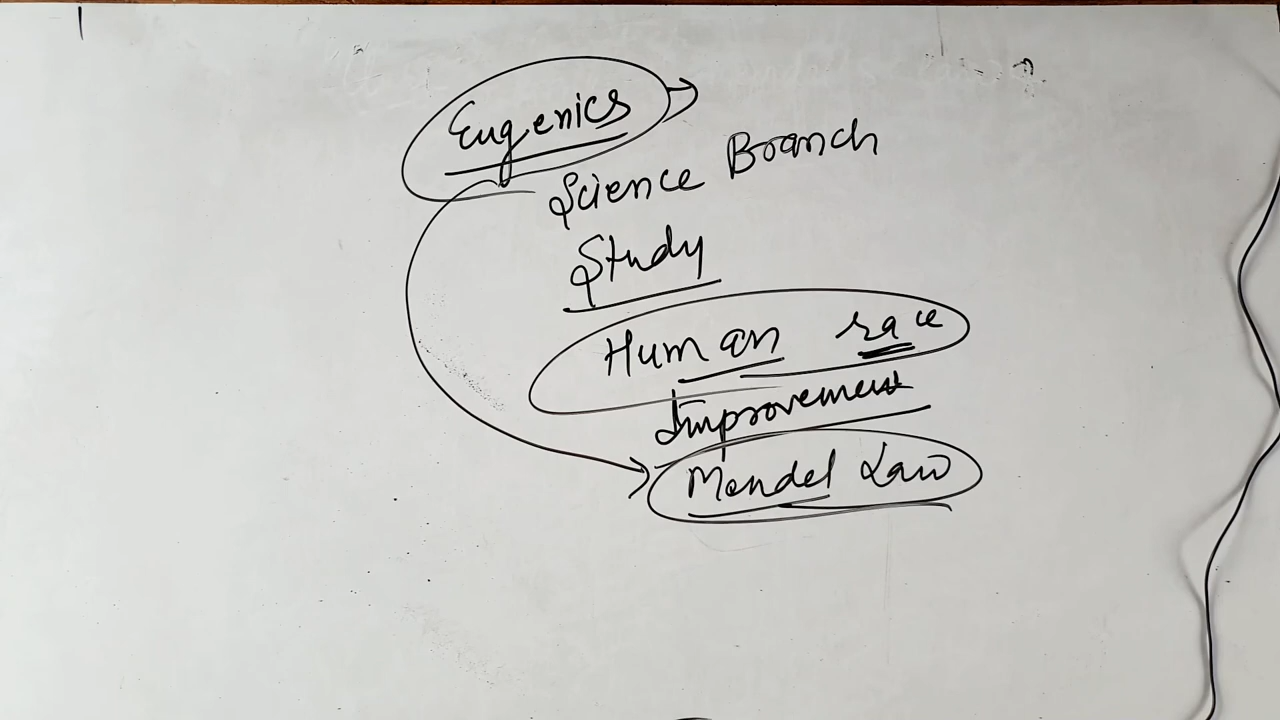 Eugenics
Science Branch
Study
Human race
Improvement
Mendel Law